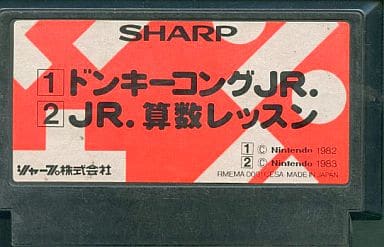 SHARP
1 ドンキーコングJR.
2 JR. 算数レッスン
シャープ株式会社
1 © Nintendo 1982
2 © Nintendo 1983
MADE IN JAPAN